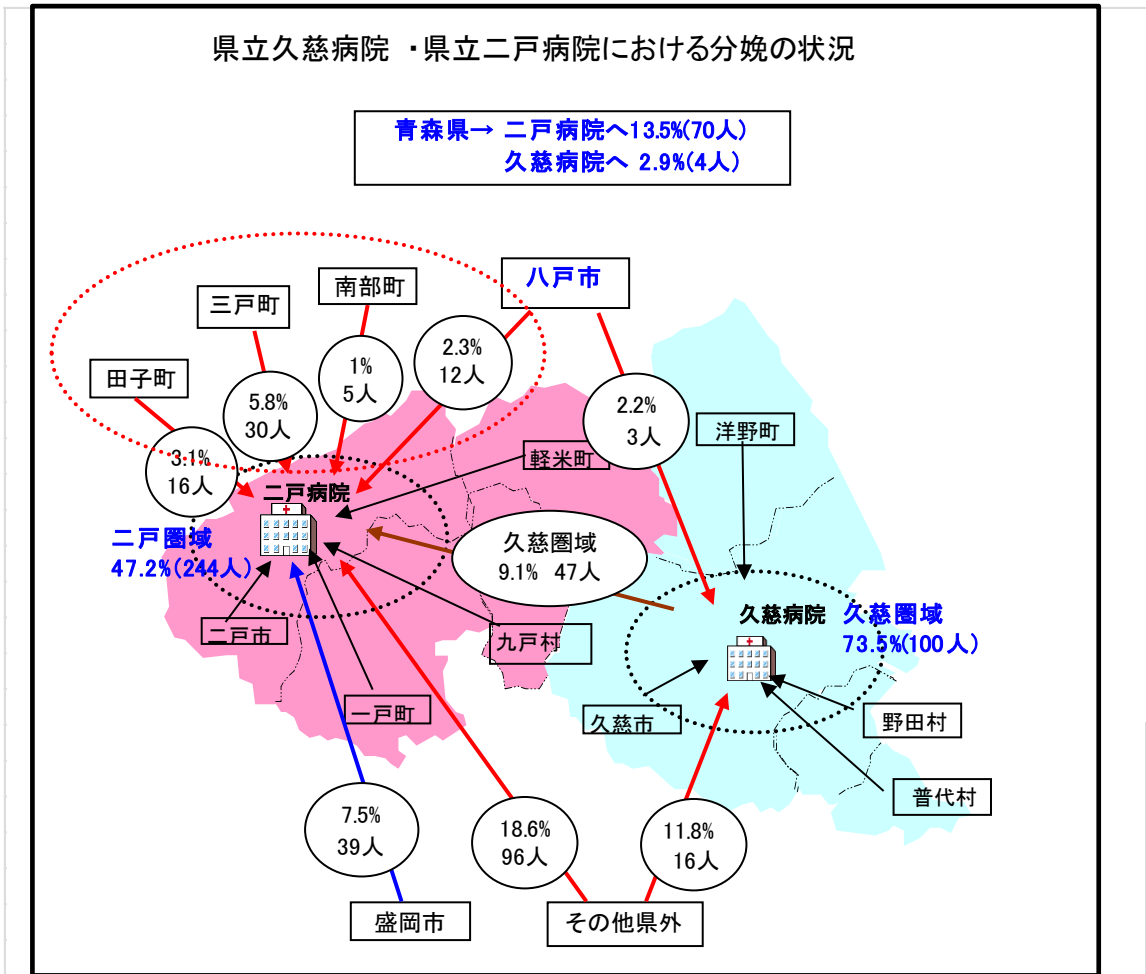 県立久慈病院 ・県立二戸病院における分娩の状況
青森県→ 二戸病院へ13.5%(70人)
久慈病院へ 2.9%(4人)
八戸市
南部町
三戸町
田子町
2.3%
12人
1%
5人
5.8%
30人
3.1%
16人
2.2%
3人
洋野町
軽米町
二戸病院
二戸圏域
47.2%(244人)
久慈圏域
9.1% 47人
久慈病院
久慈圏域
73.5%(100人)
二戸市
九戸村
一戸町
久慈市
野田村
普代村
7.5%
39人
18.6%
96人
11.8%
16人
盛岡市
その他県外